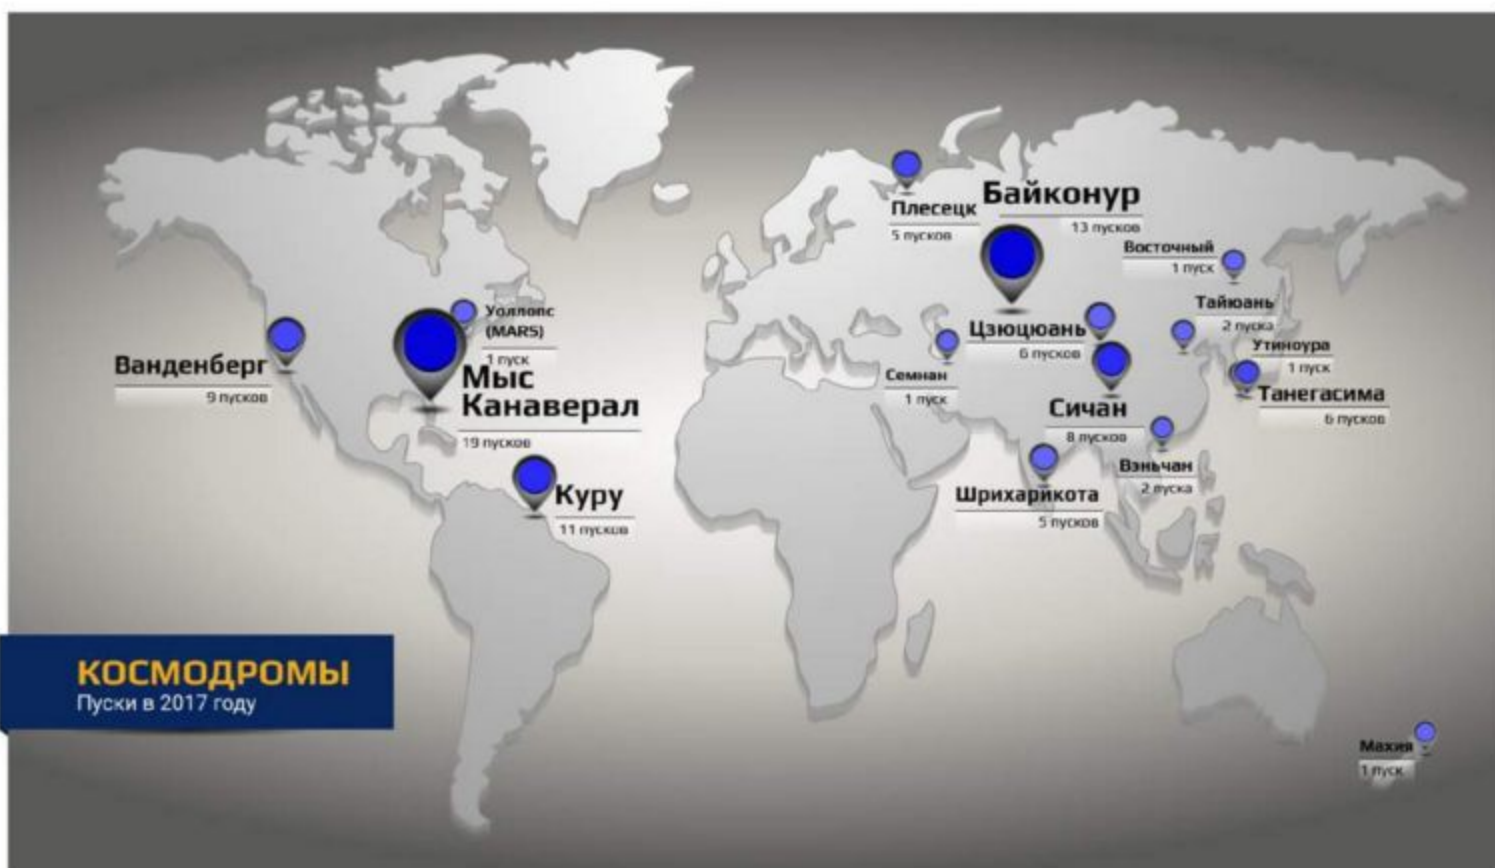 Плесецк
5 пусков
Байконур
13 пусков
Восточный
1 пуск
Уоллопс
(MARS)
1 пуск
Ванденберг
9 пусков
Мыс
Канаверал
19 пусков
Куру
11 пусков
Цзюцюань
6 пусков
Тайюань
2 пуска
Утиноура
1 пуск
Семнан
1 пуск
Танегасима
6 пусков
Сичан
8 пусков
Вэньчан
2 пуска
Шрихарикота
5 пусков
КОСМОДРОМЫ
Пуски в 2017 году
Махия
1 пуск